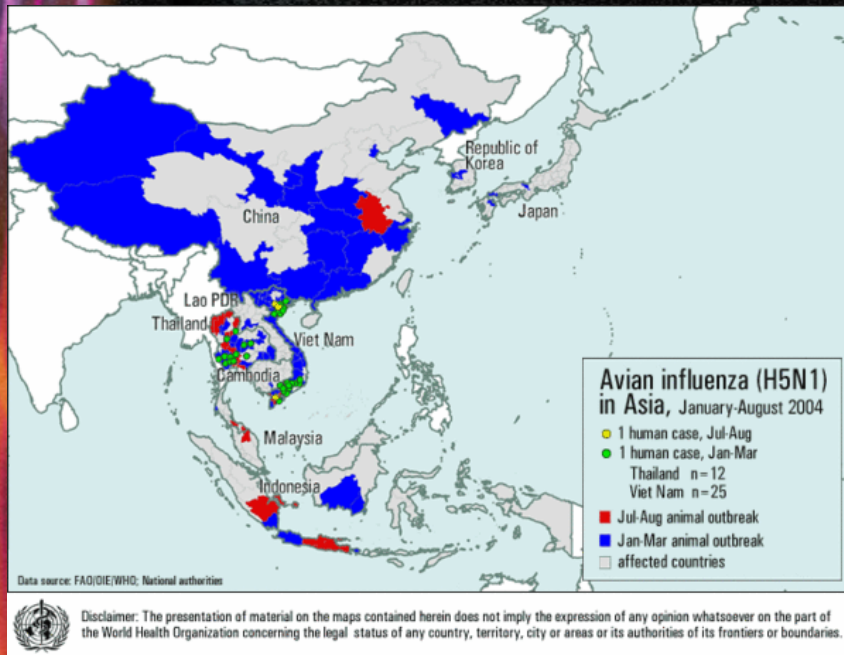 Republic of
Korea
Japan
China
Lao PDR
Thailand
Viet Nam
Cambodia
Malaysia
Indonesia
Avian influenza (H5N1)
in Asia, January-August 2004
1 human case, Jul-Aug
1 human case, Jan-Mar
Thailand n=12
Viet Nam n=25
Jul-Aug animal outbreak
Jan-Mar animal outbreak
affected countries
Data source: FAO/OIE/WHO; National authorities
Disclaimer: The presentation of material on the maps contained herein does not imply the expression of any opinion whatsoever on the part of
the World Health Organization concerning the legal status of any country, territory, city or areas or its authorities of its frontiers or boundaries.